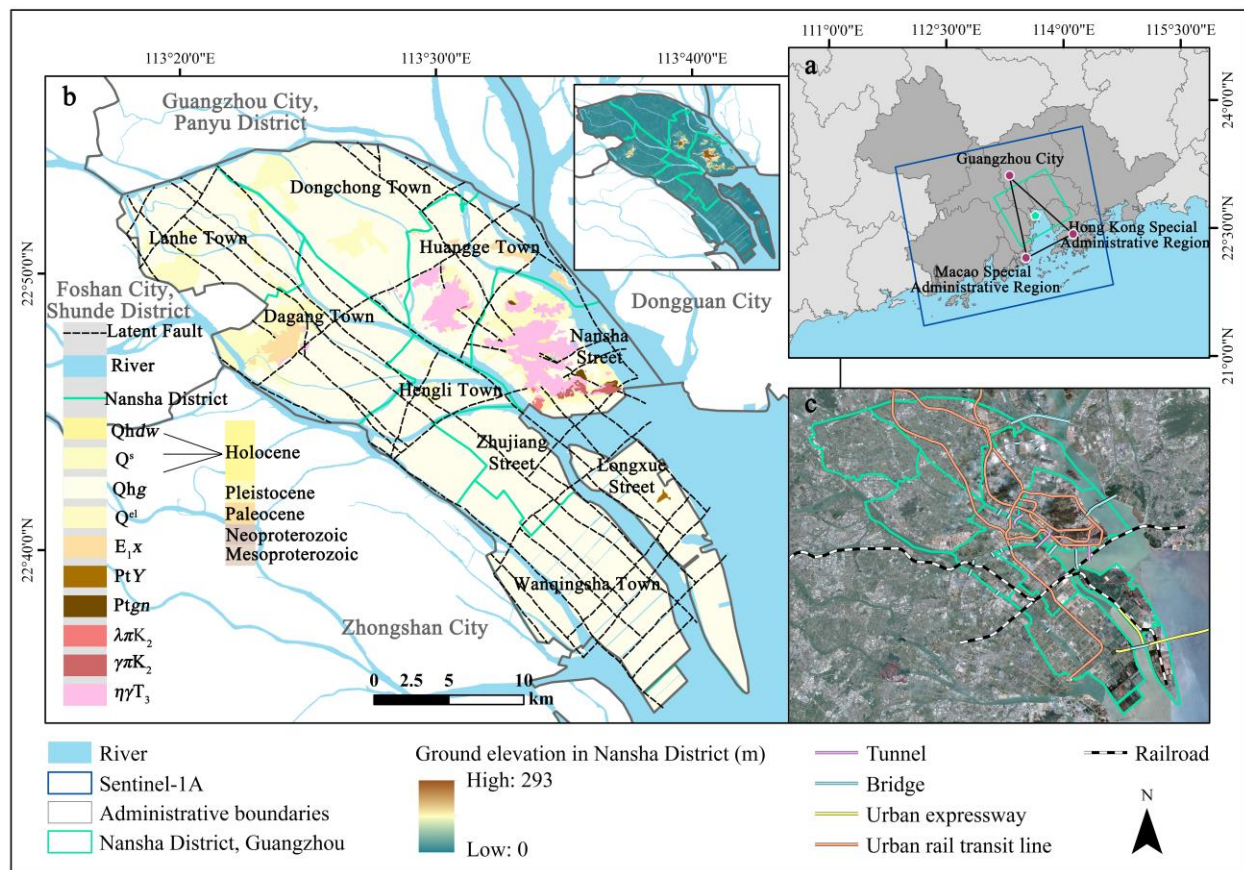 113°20'0"E
113°30'0"E
113°40'0"E
111°0'0"E
112°30'0"E
114°0'0"E
115°30'0"E
b
Guangzhou City,
Panyu District
Dongchong Town
Lanhe Town
Huangge Town
22°50'0"N
Foshan City,
Shunde District
Dagang Town
Dongguan City
Nansha
Street
Hengli Town
Zhujiang
Street
Longxue
Street
Wanqingsha Town
Zhongshan City
22°40'0"N
Latent Fault
River
Nansha District
Qhdw
Qˢ
Qhg
Qᵉˡ
E₁x
PtY
Ptgn
λπK₂
γπK₂
ηγT₃
Holocene
Pleistocene
Paleocene
Neoproterozoic
Mesoproterozoic
0 2.5 5 10
km
a
Guangzhou City
Hong Kong Special
Administrative Region
Macao Special
Administrative Region
24°0'0"N
22°30'0"N
21°0'0"N
c
River
Sentinel-1A
Administrative boundaries
Nansha District, Guangzhou
Ground elevation in Nansha District (m)
High: 293
Low: 0
Tunnel
Bridge
Urban expressway
Urban rail transit line
Railroad
N